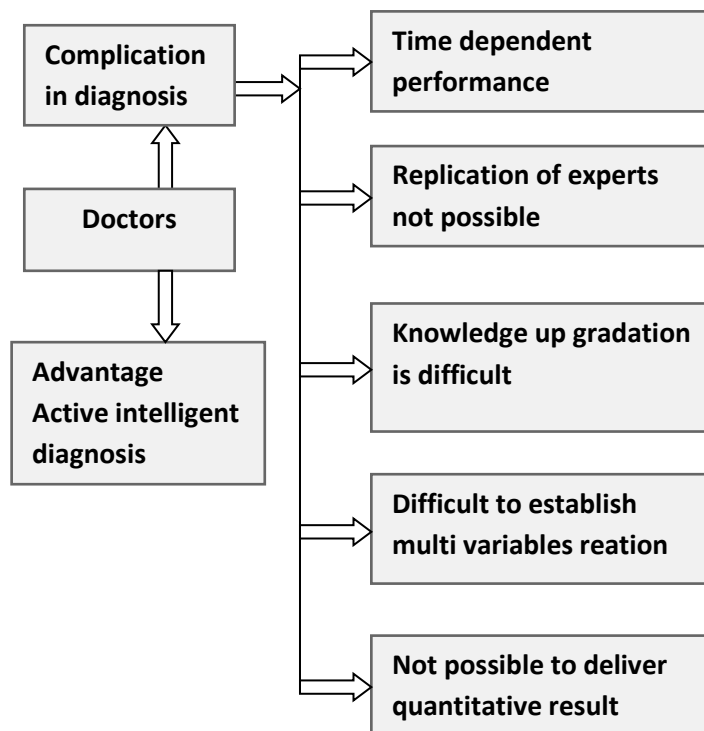 Complication
in diagnosis
Doctors
Advantage
Active intelligent
diagnosis
Time dependent
performance
Replication of experts
not possible
Knowledge up gradation
is difficult
Difficult to establish
multi variables reation
Not possible to deliver
quantitative result